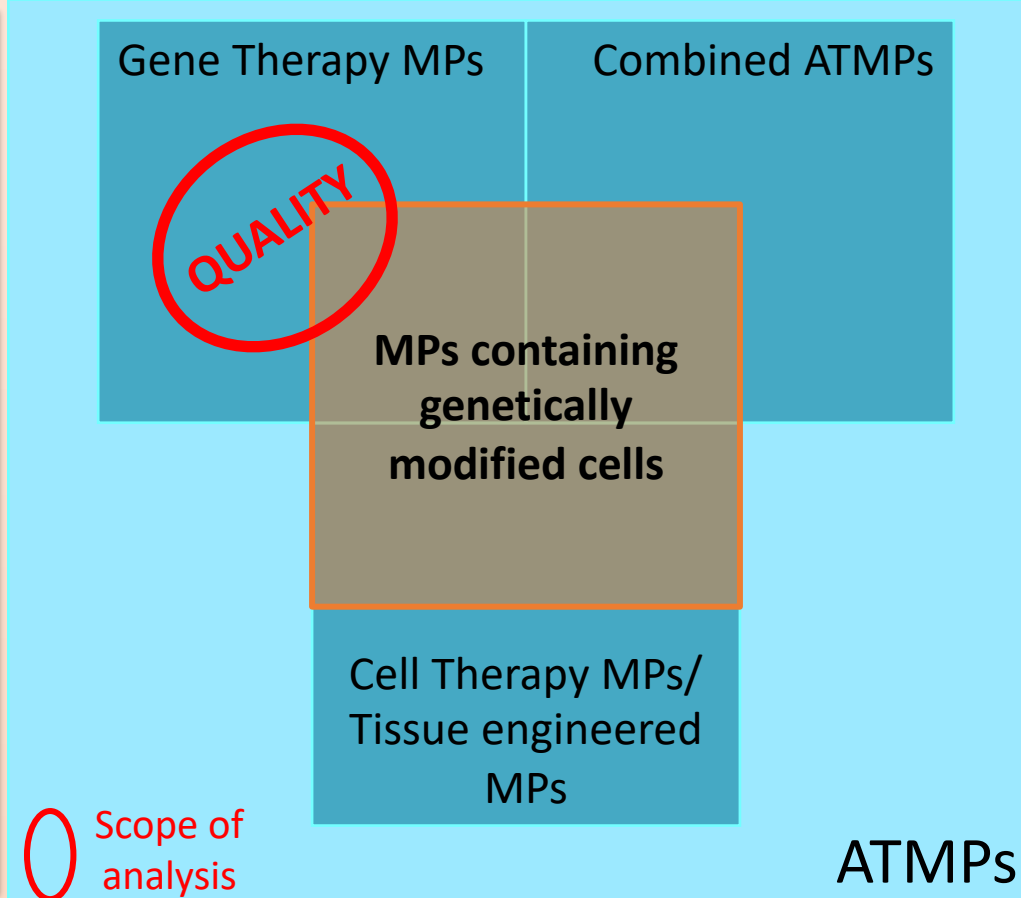 Gene Therapy MPs
Combined ATMPs
QUALITY
MPs containing
genetically
modified cells
Cell Therapy MPs/
Tissue engineered
MPs
Scope of
analysis
ATMPs